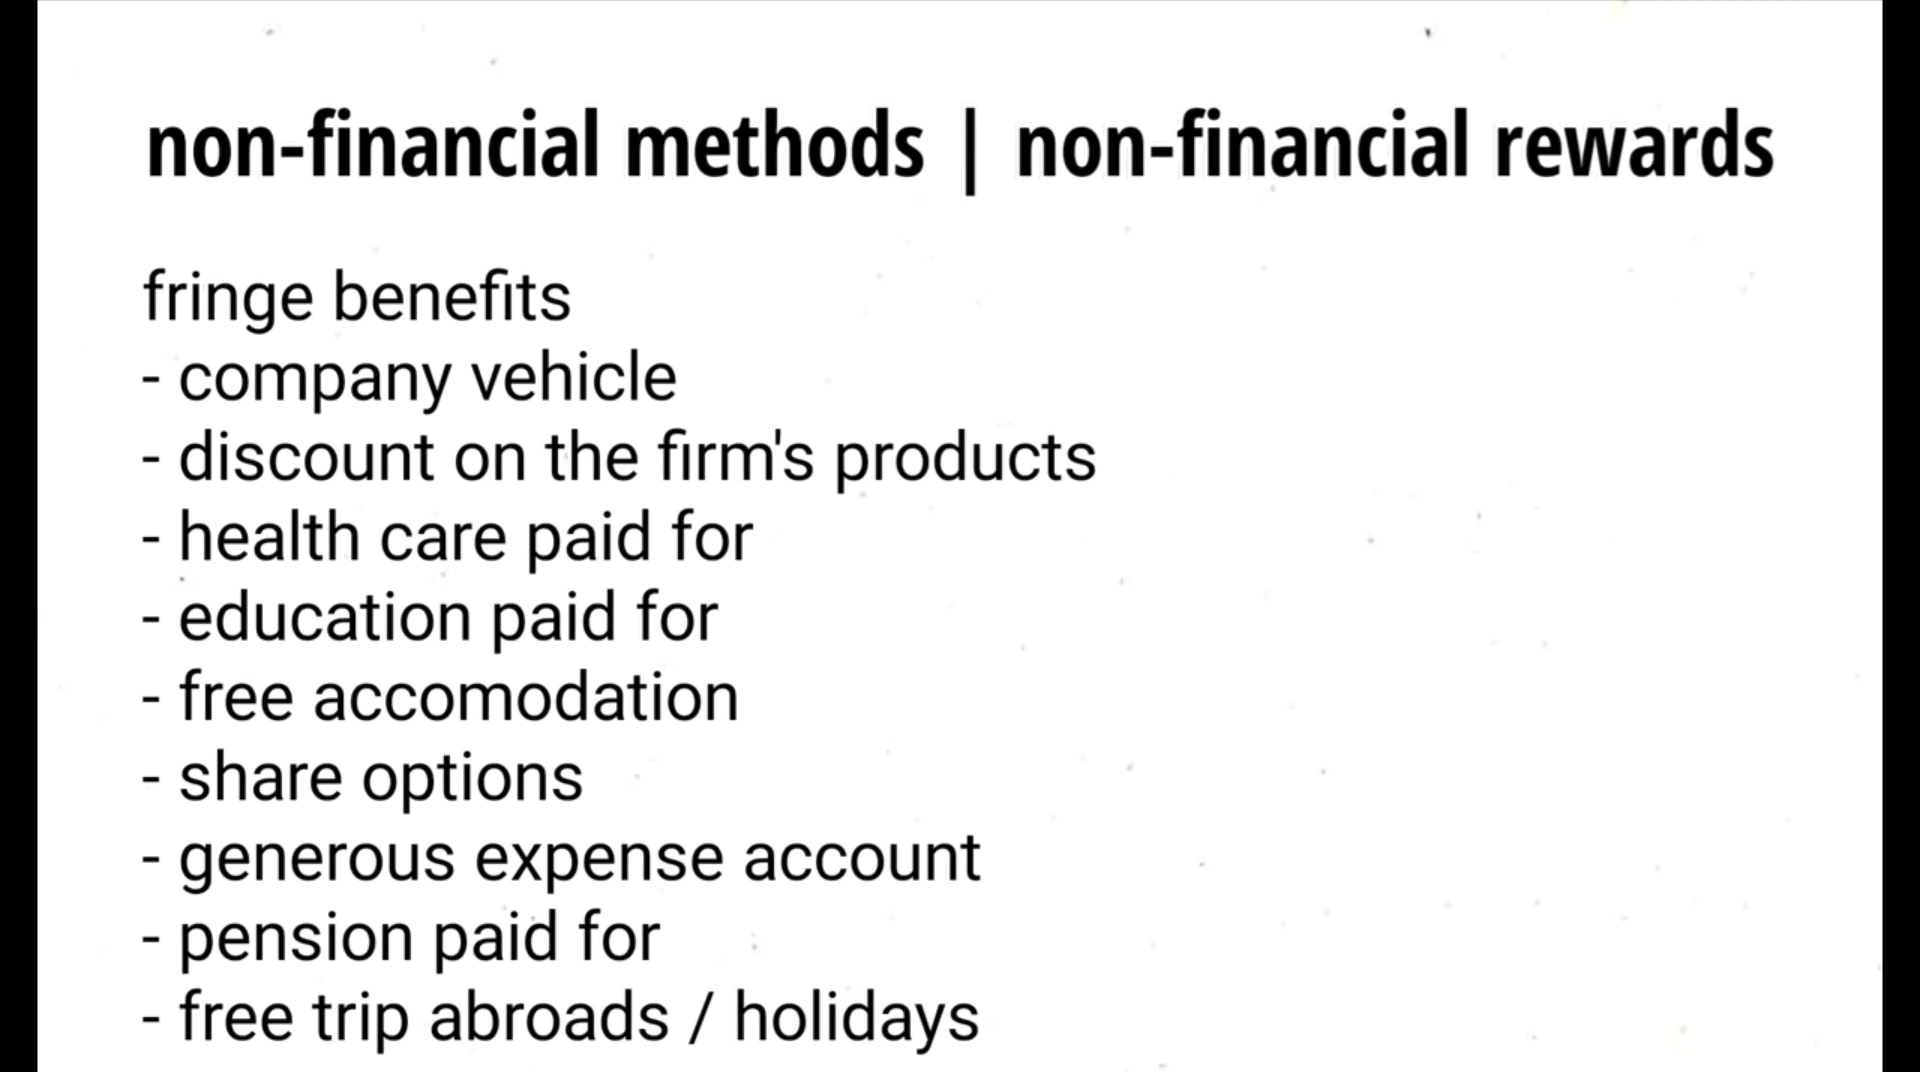 non-financial methods | non-financial rewards
fringe benefits
- company vehicle
- discount on the firm's products
- health care paid for
- education paid for
- free accomodation
- share options
- generous expense account
- pension paid for
- free trip abroads / holidays